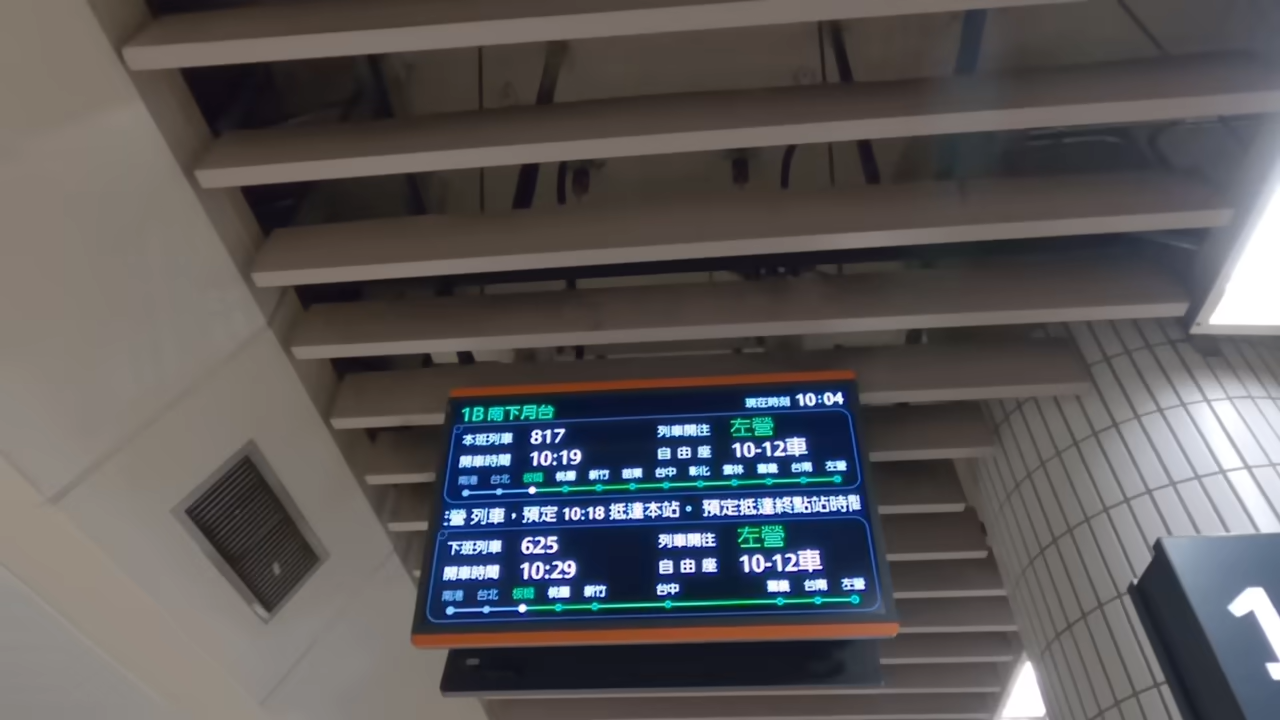 1B 南下月台 現在時刻 10:04
本班列車 817 列車開往 左營
開車時間 10:19 自由座 10-12車
南港 台北 板橋 桃園 新竹 苗栗 台中 彰化 雲林 嘉義 台南 左營
營 列車，預定 10:18 抵達本站。 預定抵達終點站時間
下班列車 625 列車開往 左營
開車時間 10:29 自由座 10-12車
南港 台北 板橋 桃園 新竹 台中 嘉義 台南 左營
1